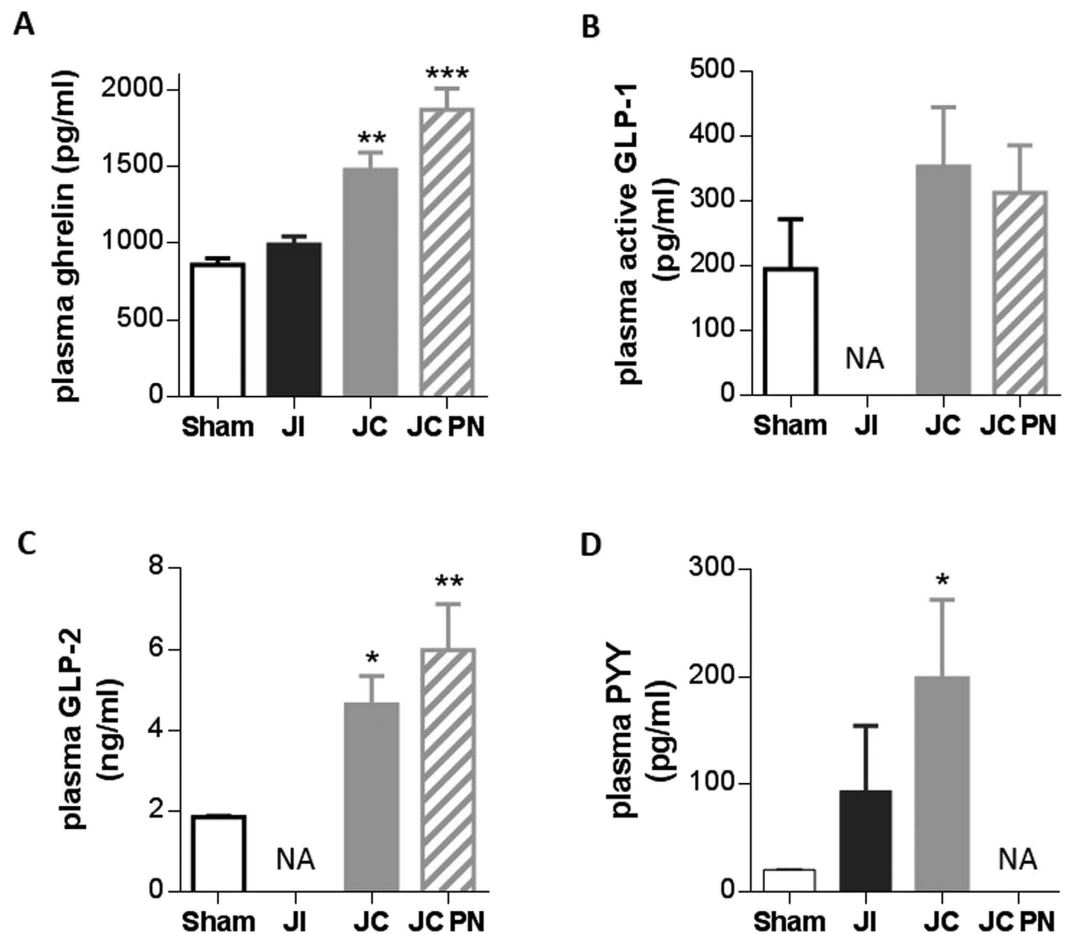 A
plasma ghrelin (pg/ml)
2000
1500
1000
500
0
**
***
Sham JI JC JC PN
B
plasma active GLP-1
(pg/ml)
500
400
300
200
100
0
NA
Sham JI JC JC PN
C
plasma GLP-2
(ng/ml)
8
6
4
2
0
NA
*
**
Sham JI JC JC PN
D
plasma PYY
(pg/ml)
300
200
100
0
*
NA
Sham JI JC JC PN